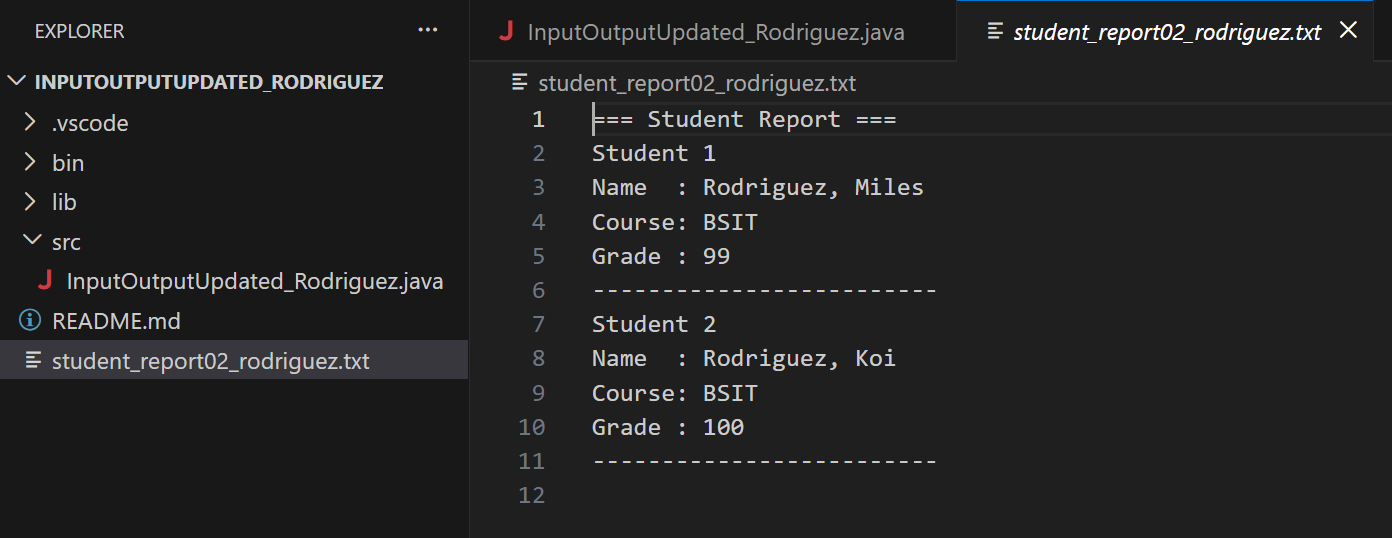 EXPLORER
...
INPUTOUTPUTUPDATED_RODRIGUEZ
.vscode
bin
lib
src
J InputOutputUpdated_Rodriguez.java
README.md
student_report02_rodriguez.txt
J InputOutputUpdated_Rodriguez.java
student_report02_rodriguez.txt
student_report02_rodriguez.txt
1 === Student Report ===
2 Student 1
3 Name  : Rodriguez, Miles
4 Course: BSIT
5 Grade : 99
6 -------------------------
7 Student 2
8 Name  : Rodriguez, Koi
9 Course: BSIT
10 Grade : 100
11 -------------------------
12